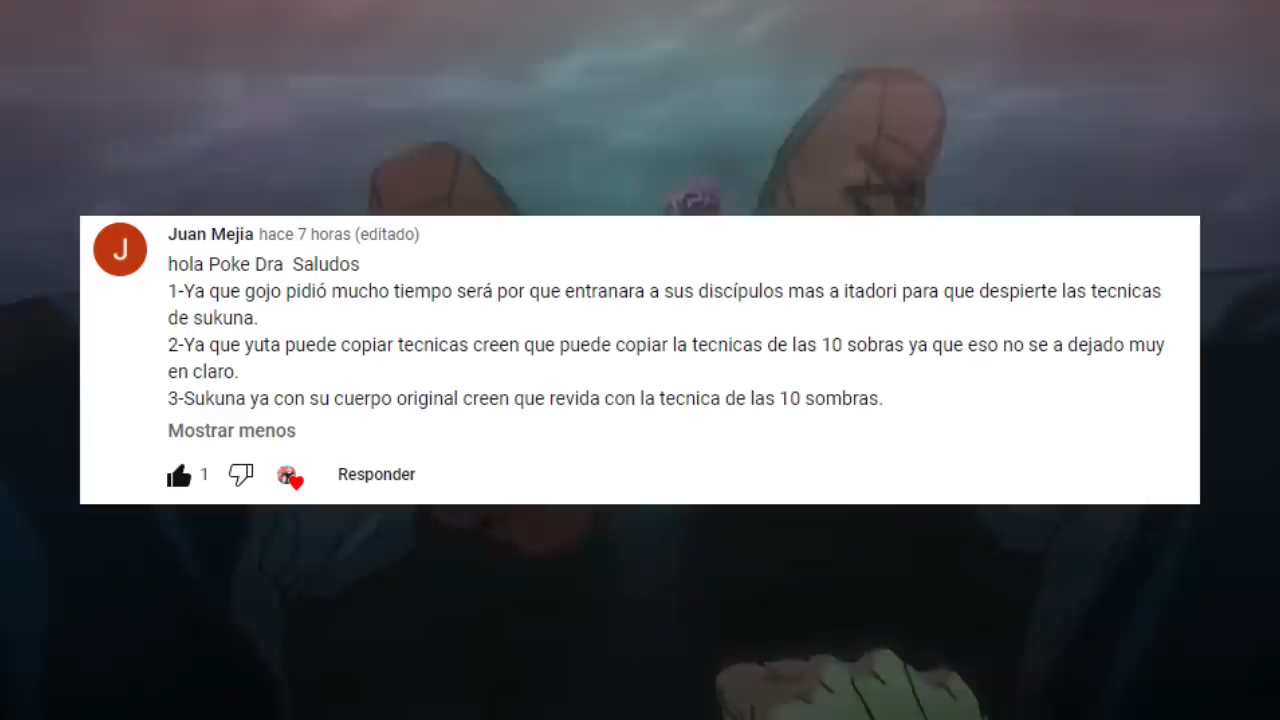 J
Juan Mejia hace 7 horas (editado)
hola Poke Dra  Saludos
1-Ya que gojo pidió mucho tiempo será por que entranara a sus discípulos mas a itadori para que despierte las tecnicas
de sukuna.
2-Ya que yuta puede copiar tecnicas creen que puede copiar la tecnicas de las 10 sobras ya que eso no se a dejado muy
en claro.
3-Sukuna ya con su cuerpo original creen que revida con la tecnica de las 10 sombras.
Mostrar menos
1
Responder